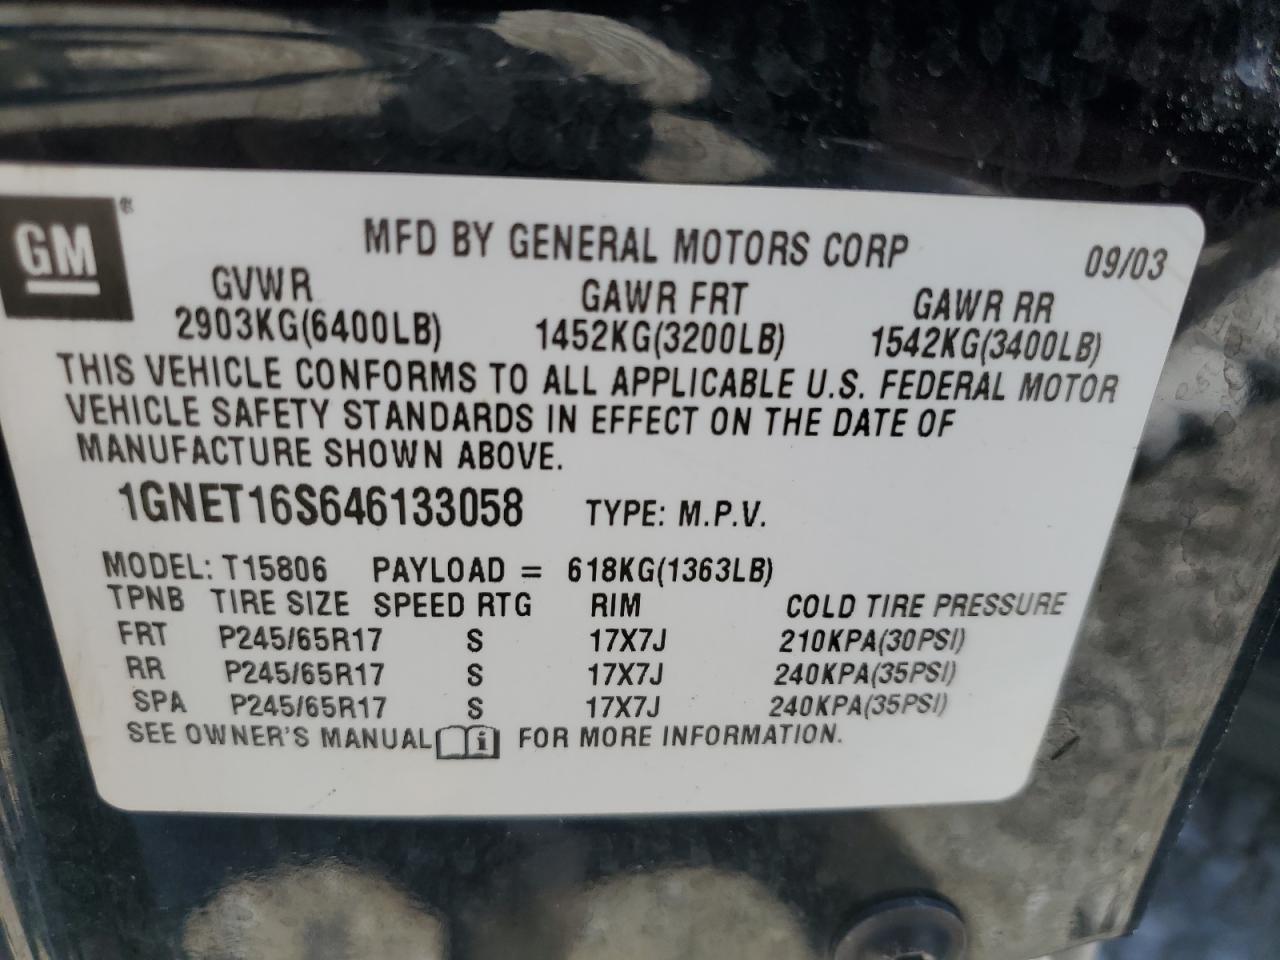 GM®
MFD BY GENERAL MOTORS CORP 09/03
GVWR GAWR FRT GAWR RR
2903KG(6400LB) 1452KG(3200LB) 1542KG(3400LB)
THIS VEHICLE CONFORMS TO ALL APPLICABLE U.S. FEDERAL MOTOR
VEHICLE SAFETY STANDARDS IN EFFECT ON THE DATE OF
MANUFACTURE SHOWN ABOVE.
1GNET16S646133058 TYPE: M.P.V.
MODEL: T15806 PAYLOAD = 618KG(1363LB)
TPNB TIRE SIZE SPEED RTG RIM COLD TIRE PRESSURE
FRT P245/65R17 S 17X7J 210KPA(30PSI)
RR P245/65R17 S 17X7J 240KPA(35PSI)
SPA P245/65R17 S 17X7J 240KPA(35PSI)
SEE OWNER'S MANUAL i FOR MORE INFORMATION.